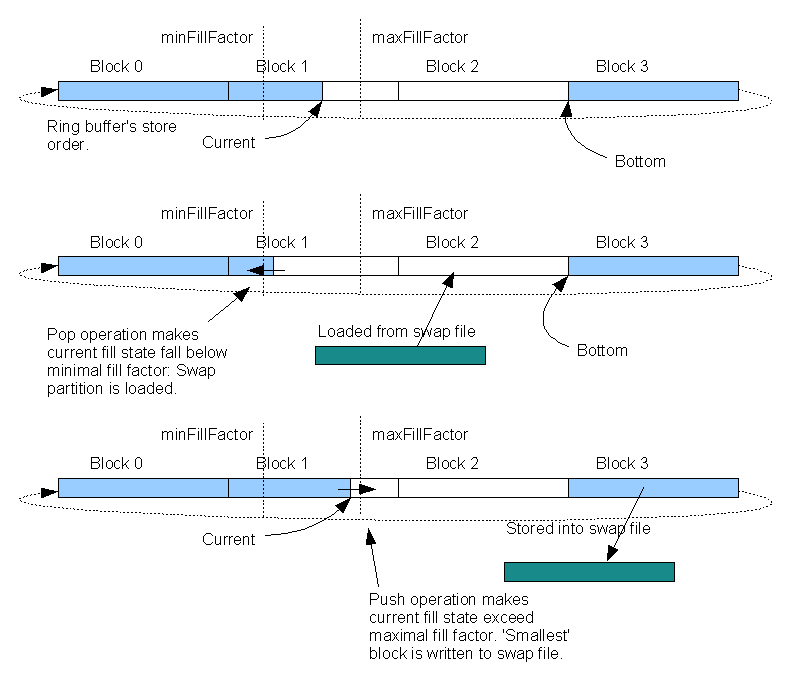 minFillFactor maxFillFactor
Block 0 Block 1 Block 2 Block 3
Ring buffer's store
order.
Current
Bottom
minFillFactor maxFillFactor
Block 0 Block 1 Block 2 Block 3
Pop operation makes
current fill state fall below
minimal fill factor: Swap
partition is loaded.
Loaded from swap file
Bottom
minFillFactor maxFillFactor
Block 0 Block 1 Block 2 Block 3
Current
Stored into swap file
Push operation makes
current fill state exceed
maximal fill factor. 'Smallest'
block is written to swap file.